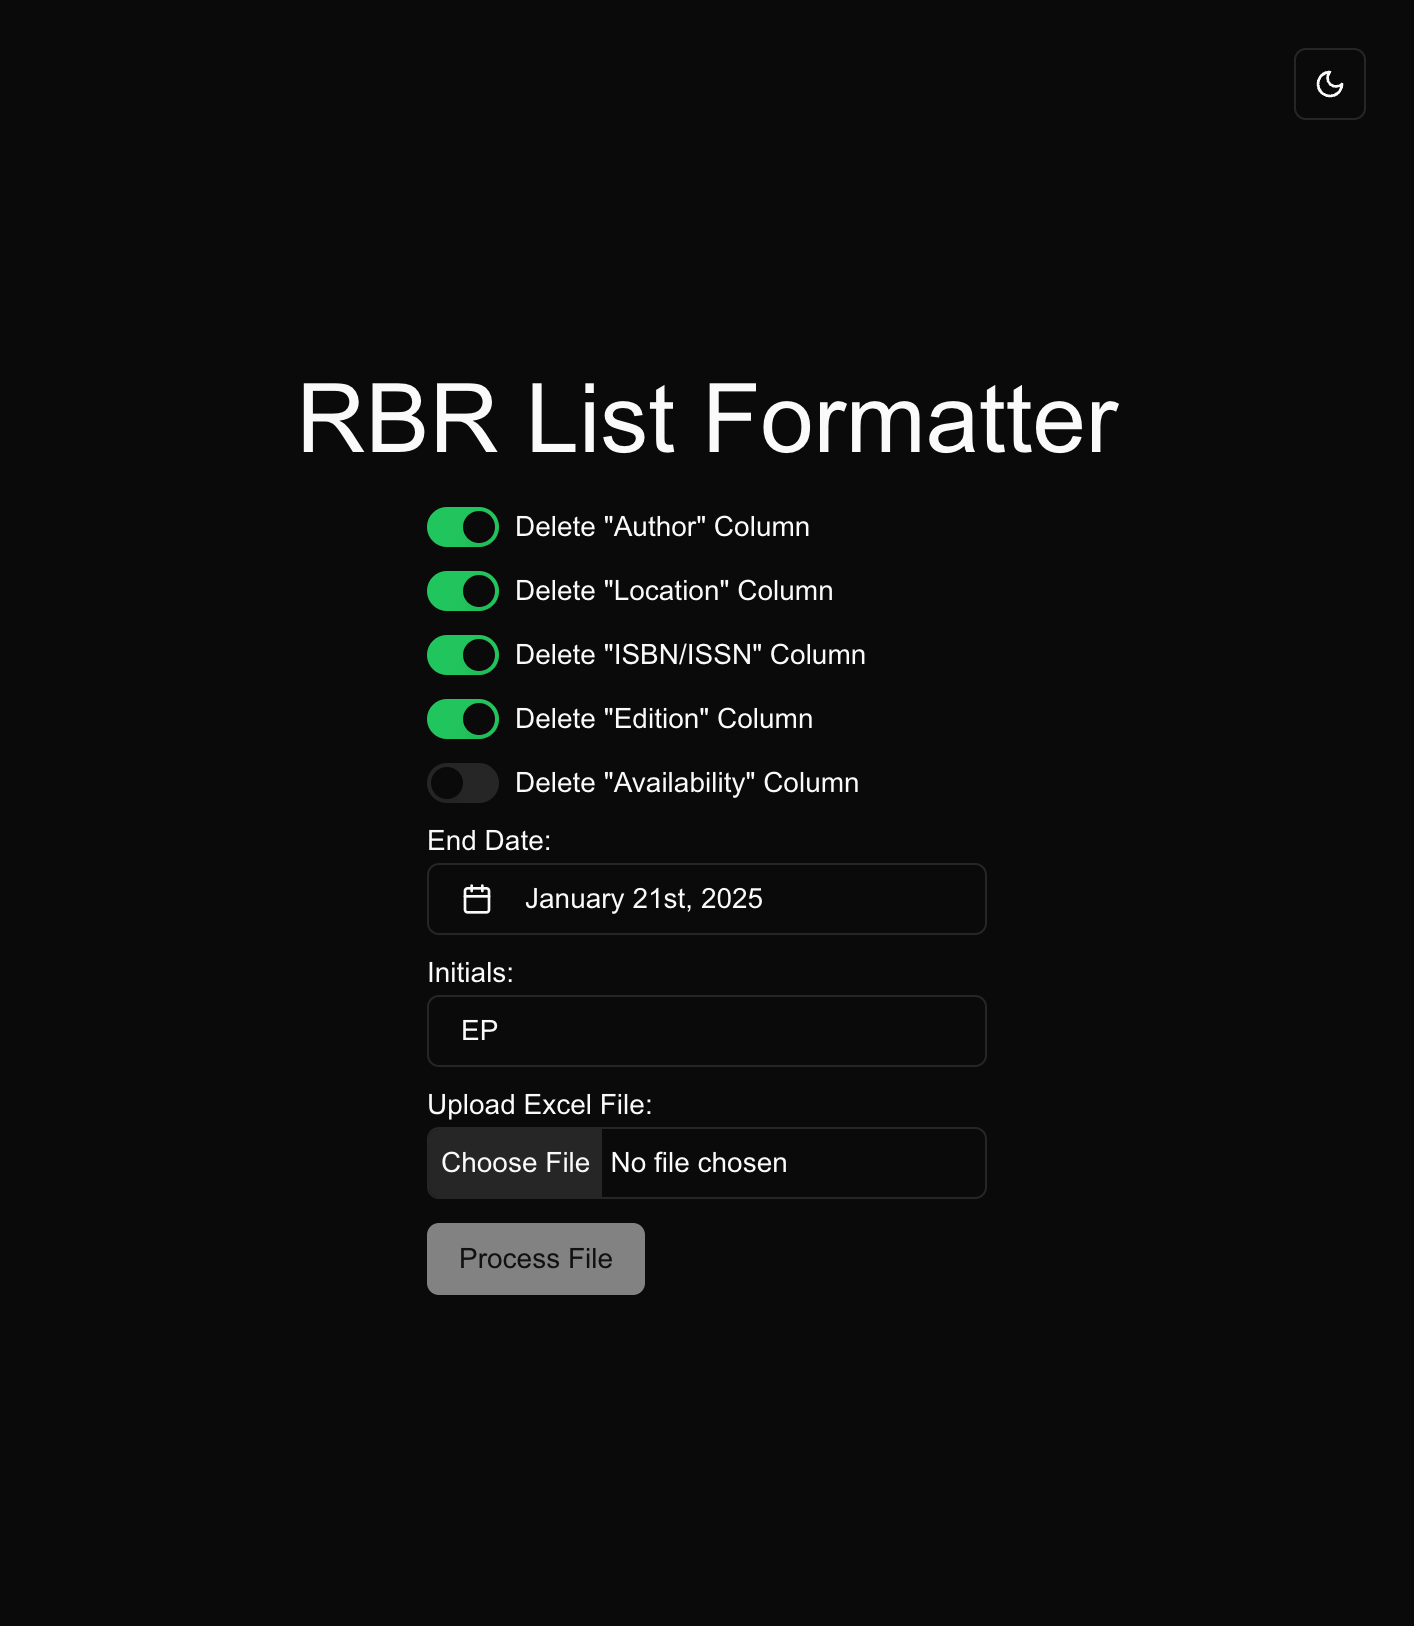 RBR List Formatter
Delete "Author" Column
Delete "Location" Column
Delete "ISBN/ISSN" Column
Delete "Edition" Column
Delete "Availability" Column
End Date:
January 21st, 2025
Initials:
EP
Upload Excel File:
Choose File No file chosen
Process File